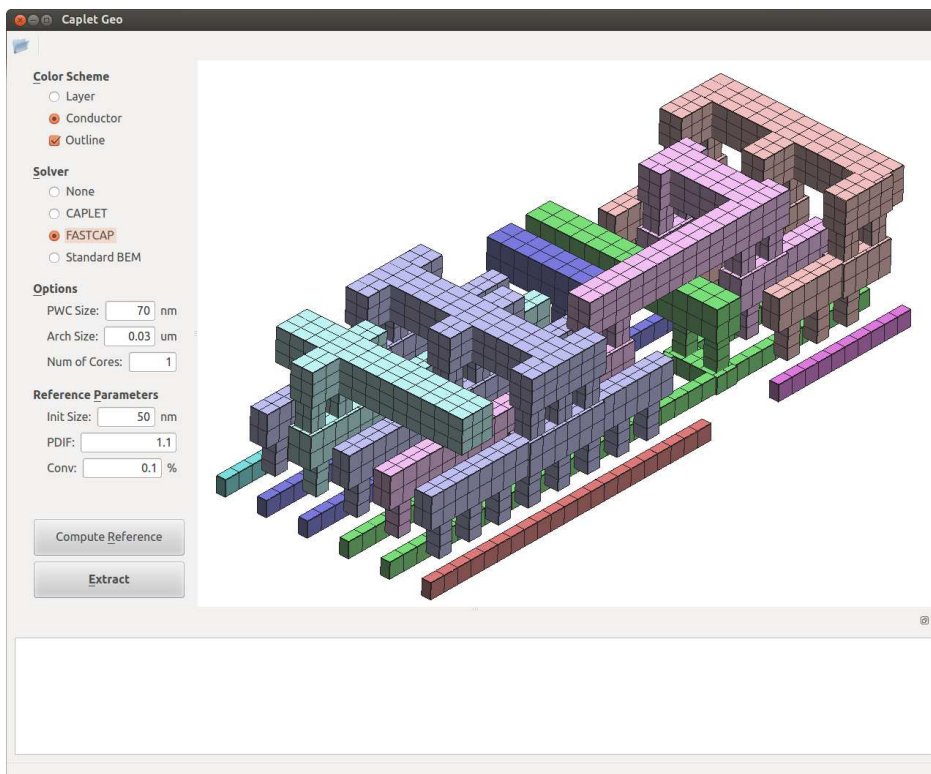 Caplet Geo
Color Scheme
Layer
Conductor
Outline
Solver
None
CAPLET
FASTCAP
Standard BEM
Options
PWC Size: 70 nm
Arch Size: 0.03 um
Num of Cores: 1
Reference Parameters
Init Size: 50 nm
PDIF: 1.1
Conv: 0.1 %
Compute Reference
Extract